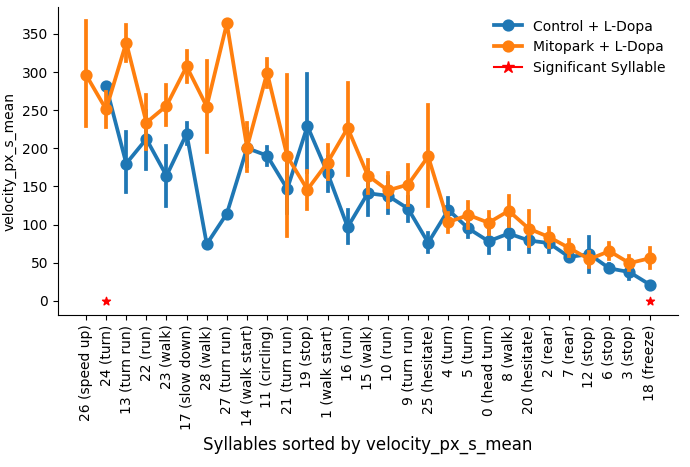 350
300
250
200
150
100
50
0
velocity_px_s_mean
Control + L-Dopa
Mitopark + L-Dopa
Significant Syllable
26 (speed up)
24 (turn)
13 (turn run)
22 (run)
23 (walk)
17 (slow down)
28 (walk)
27 (turn run)
14 (walk start)
11 (circling)
21 (turn run)
19 (stop)
1 (walk start)
16 (run)
15 (walk)
10 (run)
9 (turn run)
25 (hesitate)
4 (turn)
5 (turn)
0 (head turn)
8 (walk)
20 (hesitate)
2 (rear)
7 (rear)
12 (stop)
6 (stop)
3 (stop)
18 (freeze)
Syllables sorted by velocity_px_s_mean